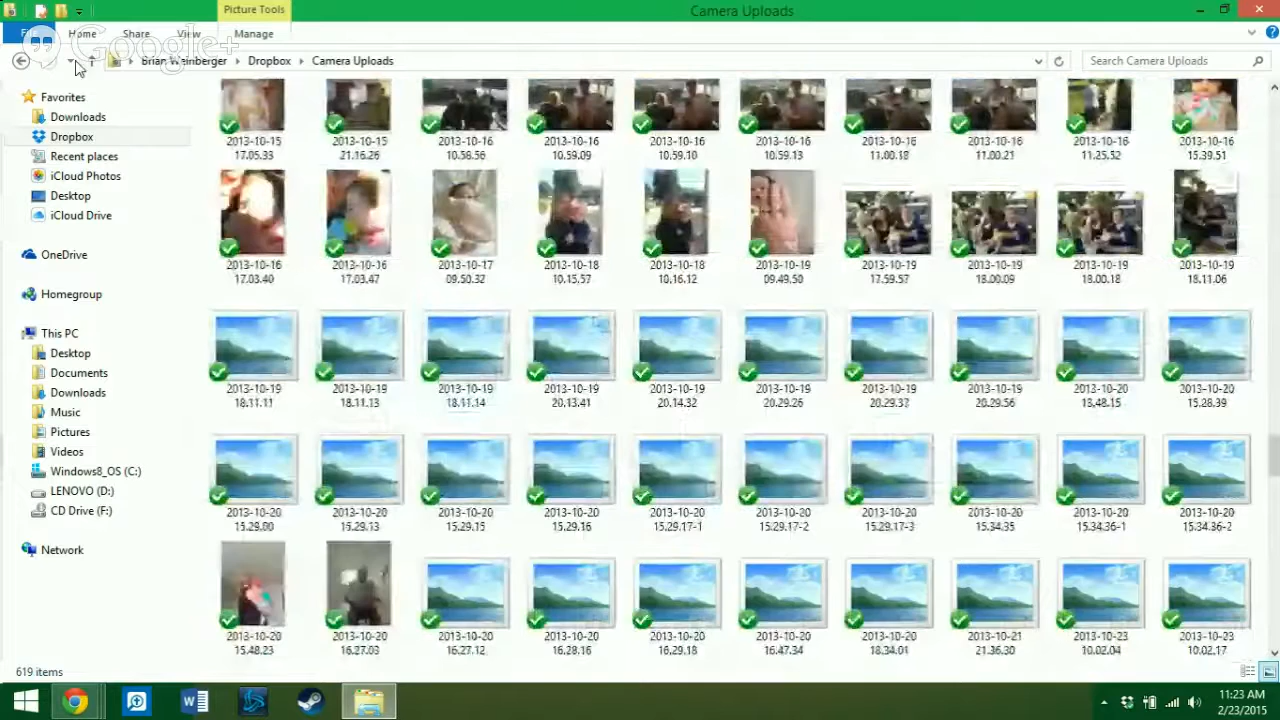 Picture Tools
Camera Uploads
File Home Share View Manage
Google+
Brian Weinberger Dropbox Camera Uploads
Search Camera Uploads
Favorites
Downloads
Dropbox
Recent places
iCloud Photos
Desktop
iCloud Drive
OneDrive
Homegroup
This PC
Desktop
Documents
Downloads
Music
Pictures
Videos
Windows8_OS (C:)
LENOVO (D:)
CD Drive (F:)
Network
2013-10-15 2013-10-15 2013-10-16 2013-10-16 2013-10-16 2013-10-16 2013-10-16 2013-10-16 2013-10-16 2013-10-16
17.05.33 21.16.26 10.56.56 10.59.09 10.59.10 10.59.13 11.00.18 11.00.21 11.25.52 15.39.51
2013-10-16 2013-10-16 2013-10-17 2013-10-18 2013-10-18 2013-10-19 2013-10-19 2013-10-19 2013-10-19 2013-10-19
17.03.40 17.03.47 09.50.32 10.15.57 10.16.12 09.49.50 17.59.57 18.00.09 18.00.18 18.11.06
2013-10-19 2013-10-19 2013-10-19 2013-10-19 2013-10-19 2013-10-19 2013-10-19 2013-10-19 2013-10-20 2013-10-20
18.11.11 18.11.13 18.11.14 20.13.41 20.14.32 20.29.26 20.29.37 20.29.56 13.48.15 15.28.39
2013-10-20 2013-10-20 2013-10-20 2013-10-20 2013-10-20 2013-10-20 2013-10-20 2013-10-20 2013-10-20 2013-10-20
15.29.00 15.29.13 15.29.15 15.29.16 15.29.17-1 15.29.17-2 15.29.17-3 15.34.35 15.34.36-1 15.34.36-2
2013-10-20 2013-10-20 2013-10-20 2013-10-20 2013-10-20 2013-10-20 2013-10-20 2013-10-21 2013-10-23 2013-10-23
15.48.23 16.27.03 16.27.12 16.28.16 16.29.18 16.47.34 18.34.01 21.36.30 10.02.04 10.02.17
619 items
11:23 AM
2/23/2015